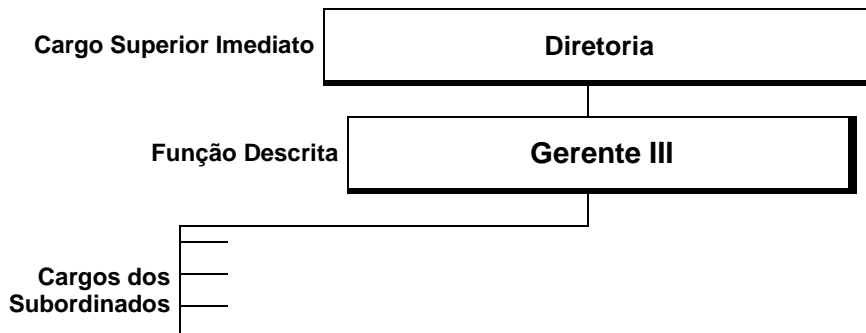 Cargo Superior Imediato
Diretoria
Função Descrita
Gerente III
Cargos dos
Subordinados